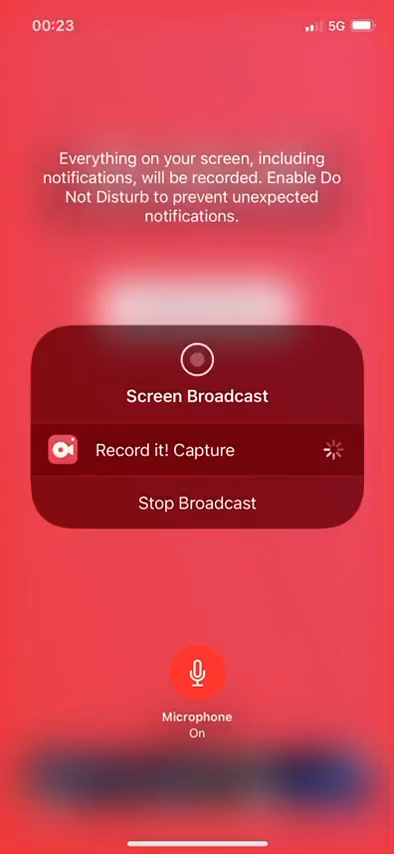 00:23
5G
Everything on your screen, including
notifications, will be recorded. Enable Do
Not Disturb to prevent unexpected
notifications.
Screen Broadcast
Record it! Capture
Stop Broadcast
Microphone
On